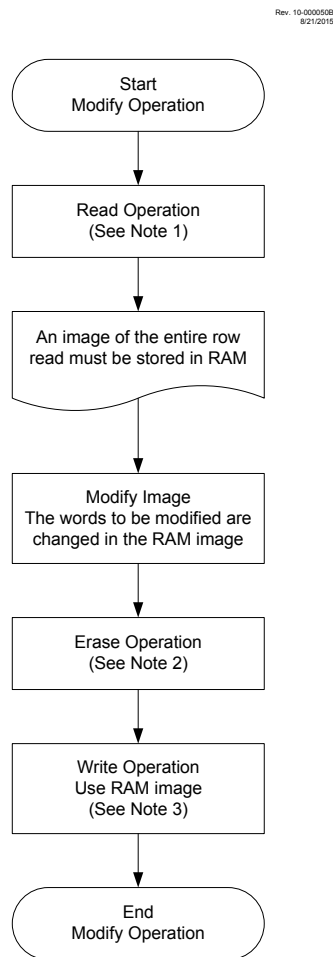 Rev. 10-000050B
8/21/2015
Start
Modify Operation
Read Operation
(See Note 1)
An image of the entire row
read must be stored in RAM
Modify Image
The words to be modified are
changed in the RAM image
Erase Operation
(See Note 2)
Write Operation
Use RAM image
(See Note 3)
End
Modify Operation